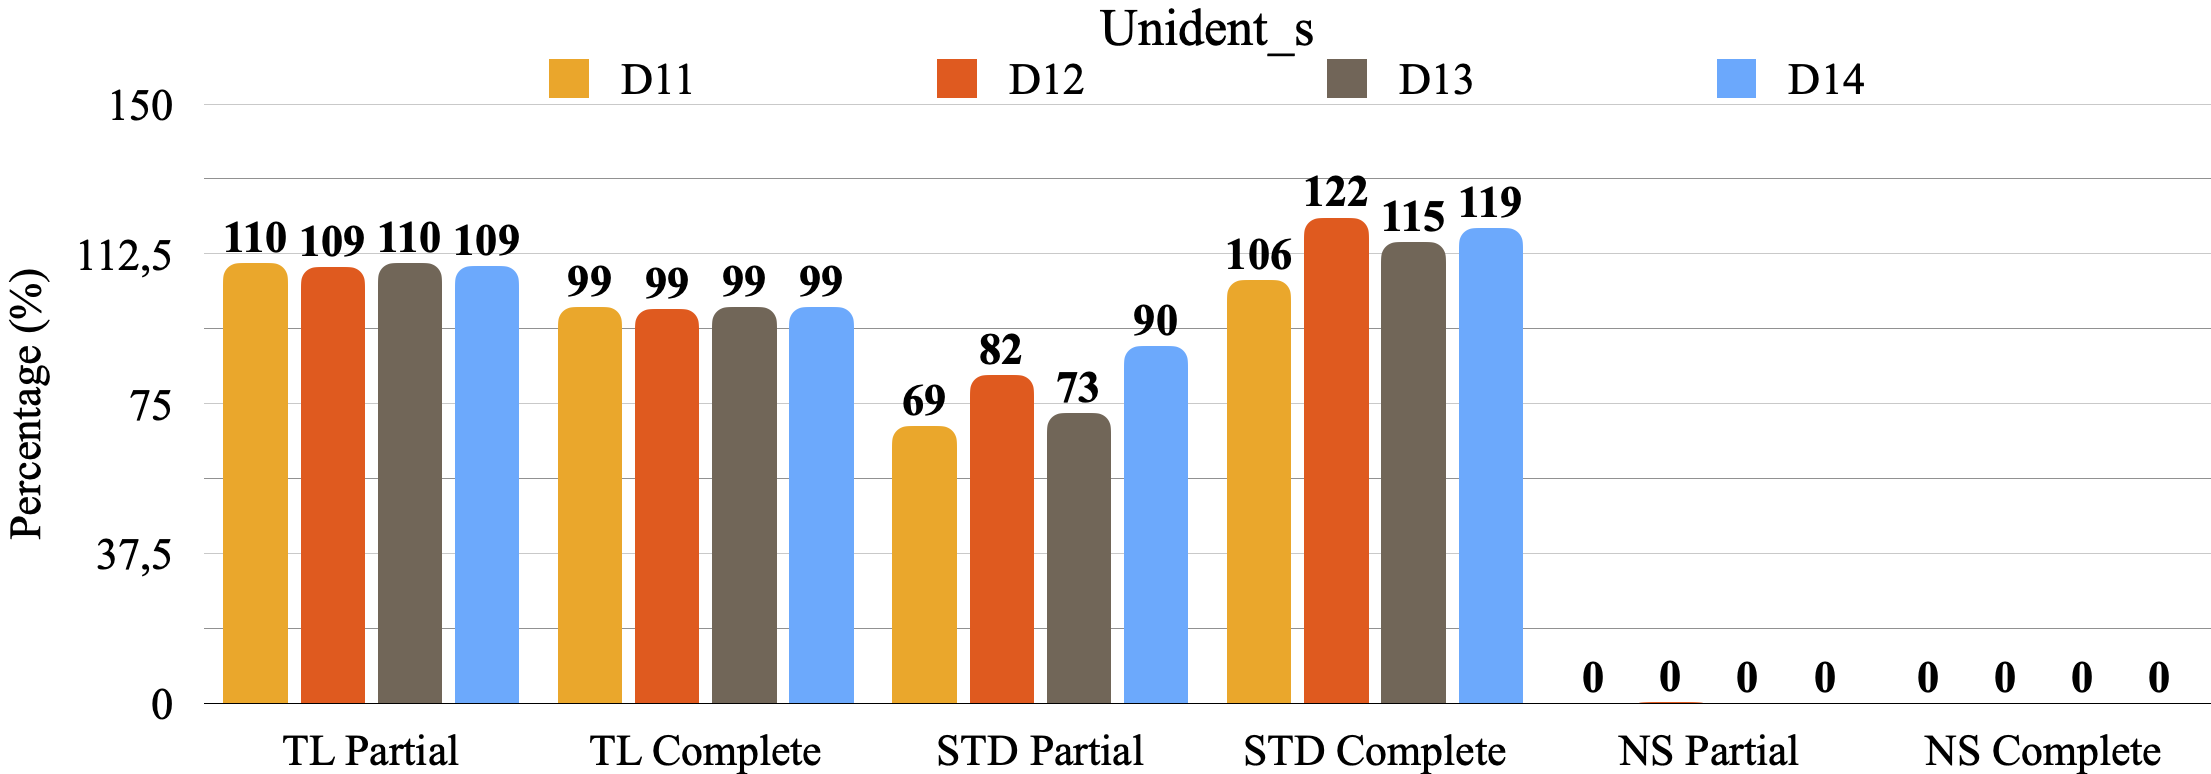 Unident_s
D11 D12 D13 D14
150
112,5
75
37,5
0
Percentage (%)
110 109 110 109
99 99 99 99
69 82 73 90
106 122 115 119
0 0 0 0
0 0 0 0
TL Partial TL Complete STD Partial STD Complete NS Partial NS Complete